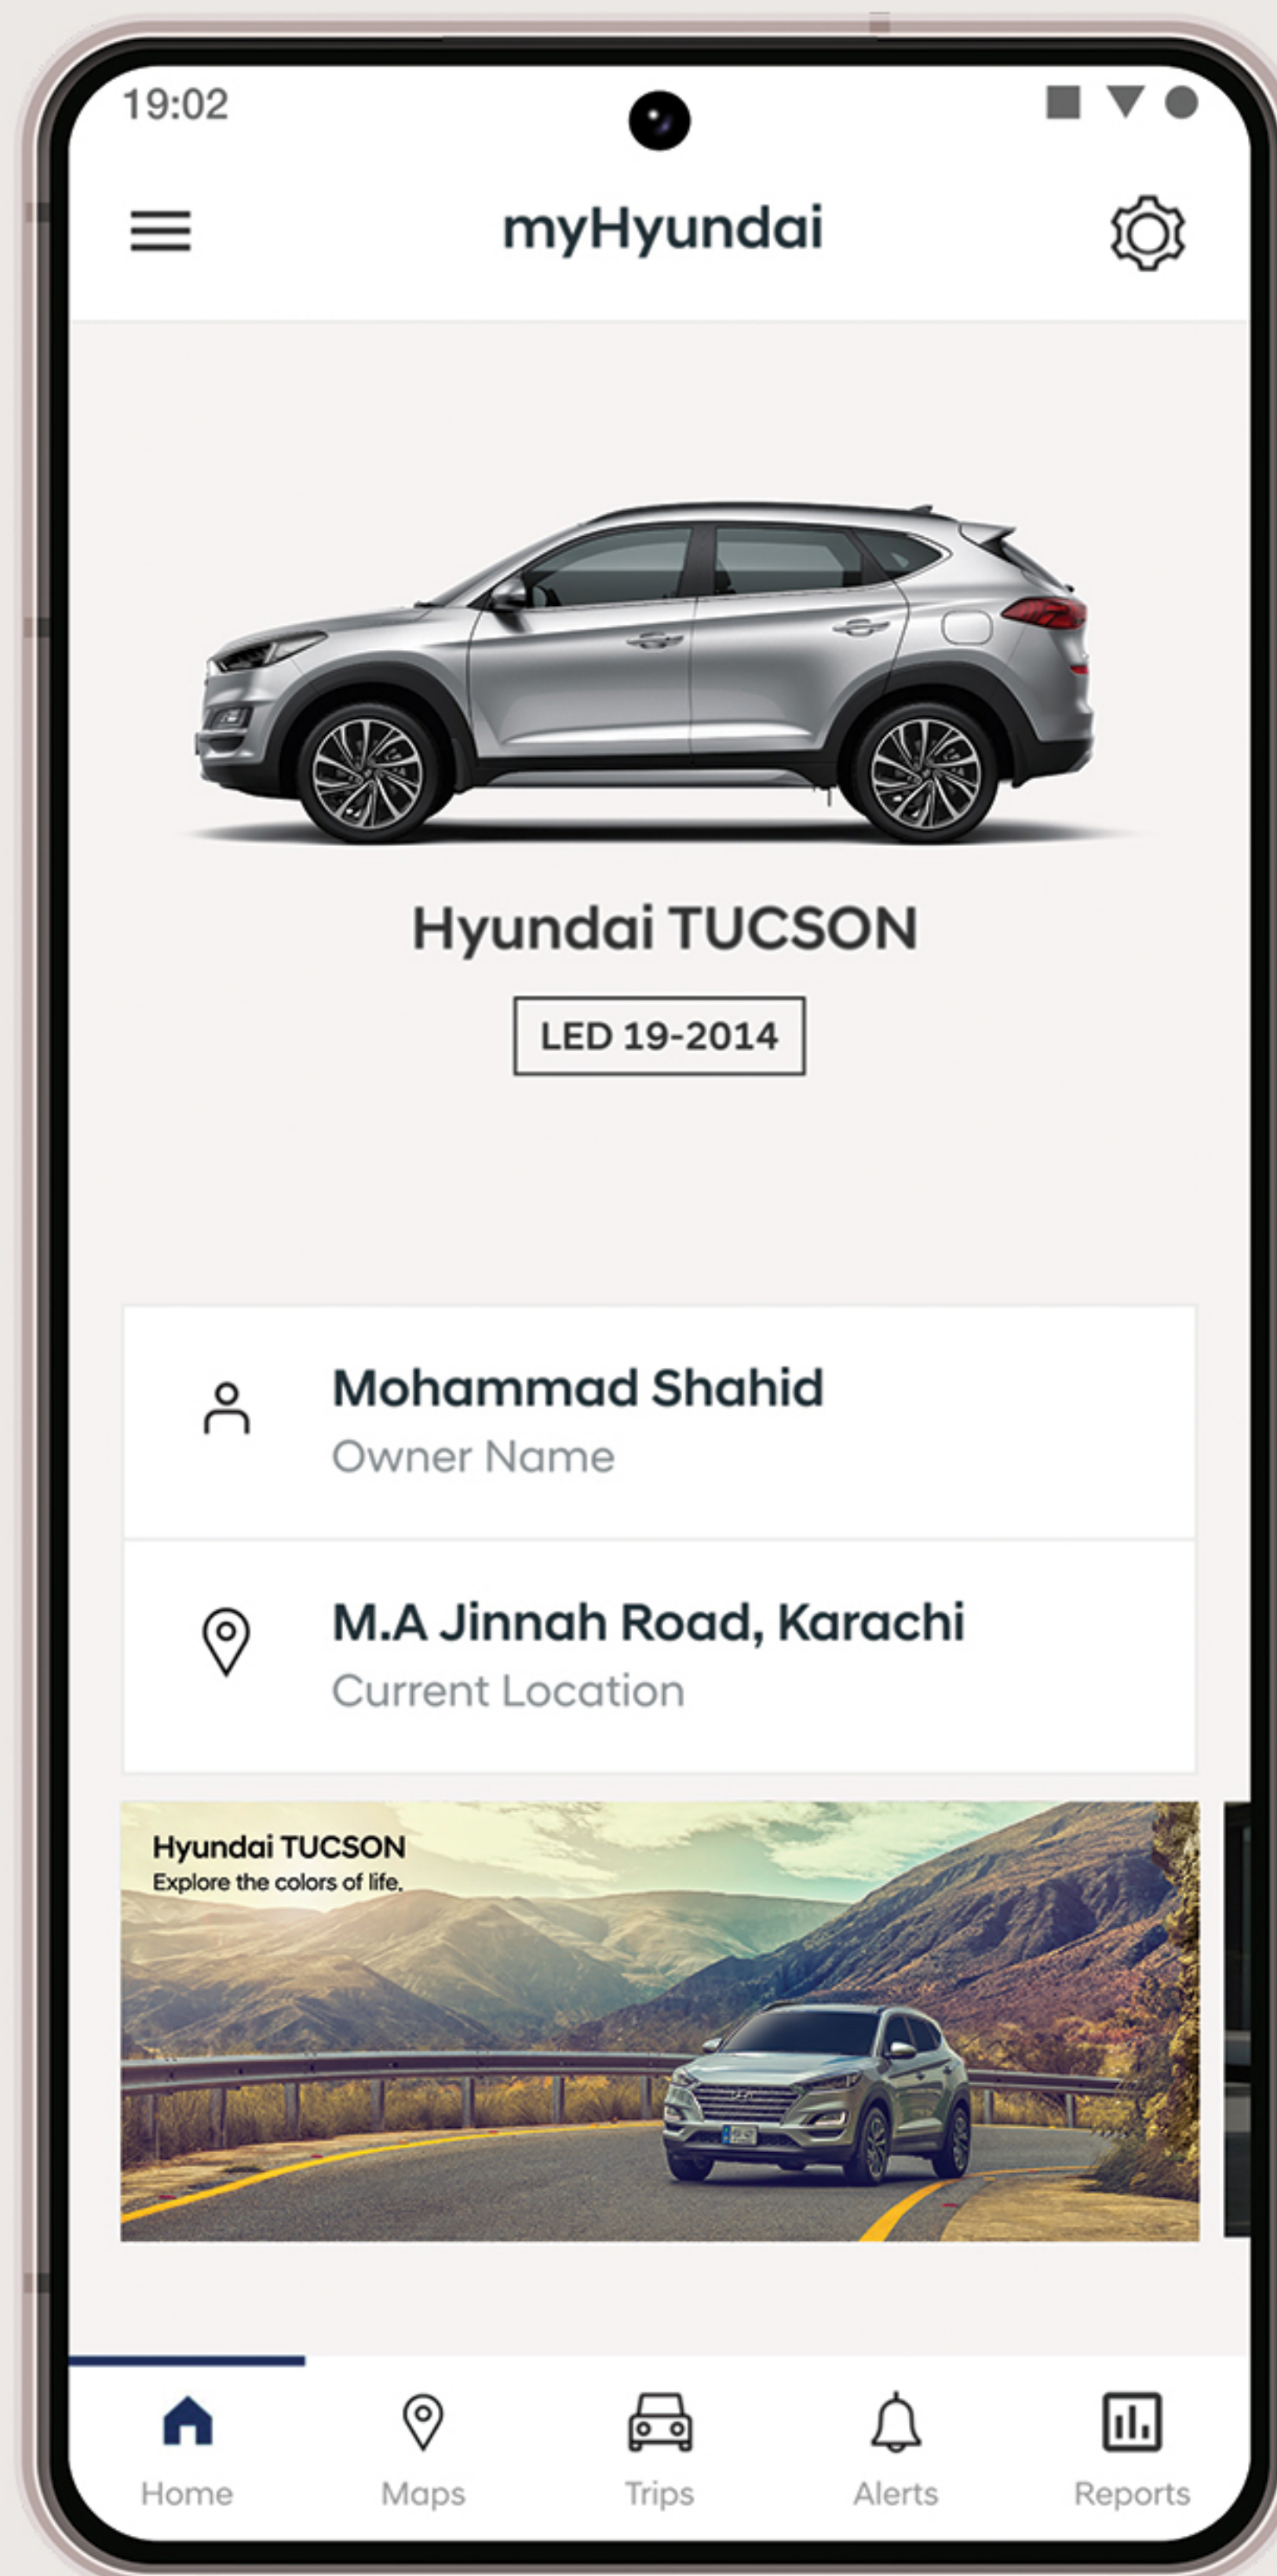 19:02
myHyundai
Hyundai TUCSON
LED 19-2014
Mohammad Shahid
Owner Name
M.A Jinnah Road, Karachi
Current Location
Hyundai TUCSON
Explore the colors of life.
Home
Maps
Trips
Alerts
Reports